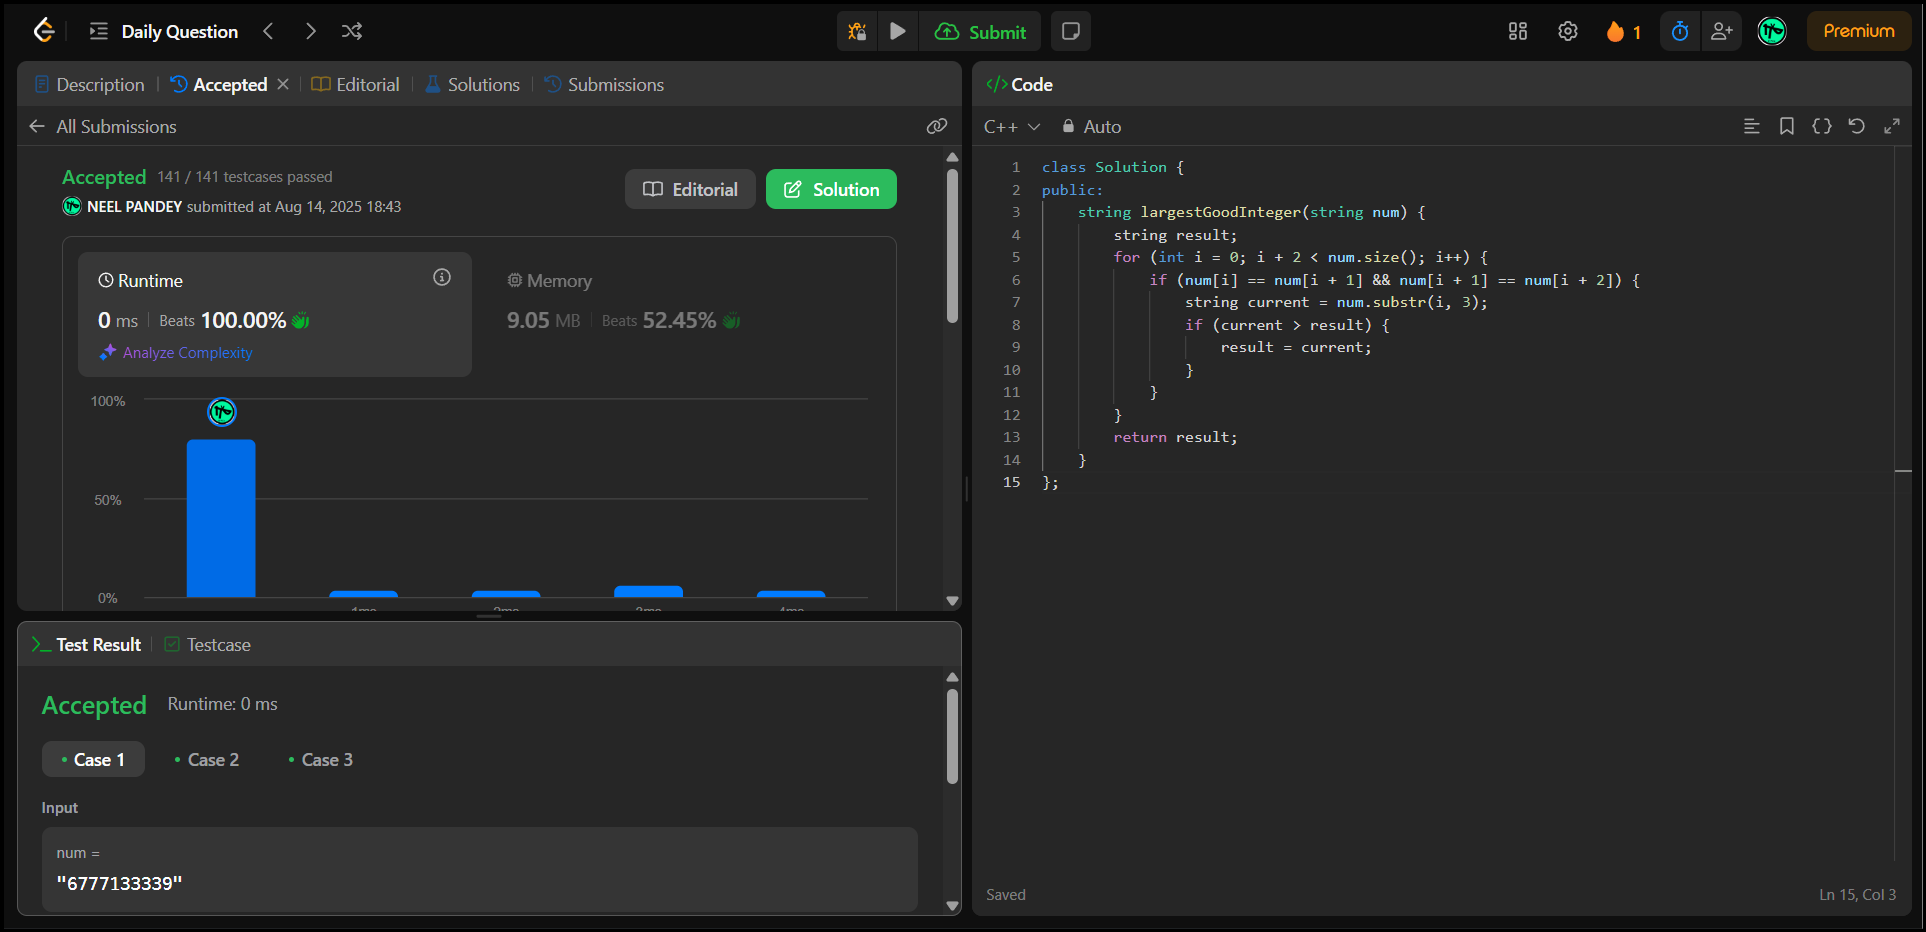 Daily Question
Submit
1
Premium
Description
Accepted
Editorial
Solutions
Submissions
All Submissions
Accepted 141 / 141 testcases passed
NEEL PANDEY submitted at Aug 14, 2025 18:43
Editorial
Solution
Runtime
0 ms Beats 100.00%
Analyze Complexity
Memory
9.05 MB Beats 52.45%
100%
50%
0%
1ms
2ms
3ms
4ms
Test Result
Testcase
Accepted Runtime: 0 ms
Case 1
Case 2
Case 3
Input
num =
"6777133339"
</> Code
C++
Auto
1 class Solution {
2 public:
3 string largestGoodInteger(string num) {
4 string result;
5 for (int i = 0; i + 2 < num.size(); i++) {
6 if (num[i] == num[i + 1] && num[i + 1] == num[i + 2]) {
7 string current = num.substr(i, 3);
8 if (current > result) {
9 result = current;
10 }
11 }
12 }
13 return result;
14 }
15 };
Saved
Ln 15, Col 3